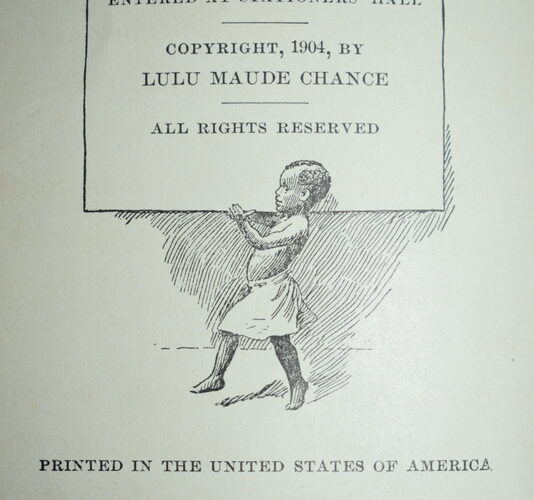 ENTERED AT STATIONERS' HALL
COPYRIGHT, 1904, BY
LULU MAUDE CHANCE
ALL RIGHTS RESERVED
PRINTED IN THE UNITED STATES OF AMERICA